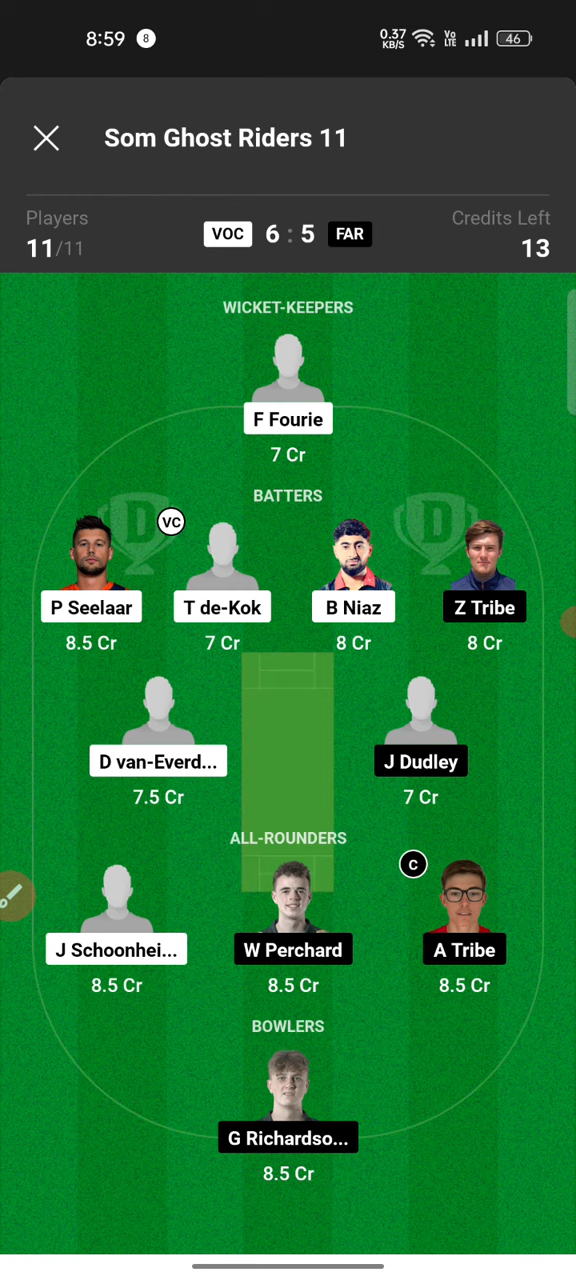 8:59 8 0.37 KB/S Vo LTE 46
Som Ghost Riders 11
Players Credits Left
11/11 VOC 6 : 5 FAR 13
WICKET-KEEPERS
F Fourie
7 Cr
BATTERS
D D
VC
P Seelaar T de-Kok B Niaz Z Tribe
8.5 Cr 7 Cr 8 Cr 8 Cr
D van-Everd... J Dudley
7.5 Cr 7 Cr
ALL-ROUNDERS
C
J Schoonhei... W Perchard A Tribe
8.5 Cr 8.5 Cr 8.5 Cr
BOWLERS
G Richardso...
8.5 Cr